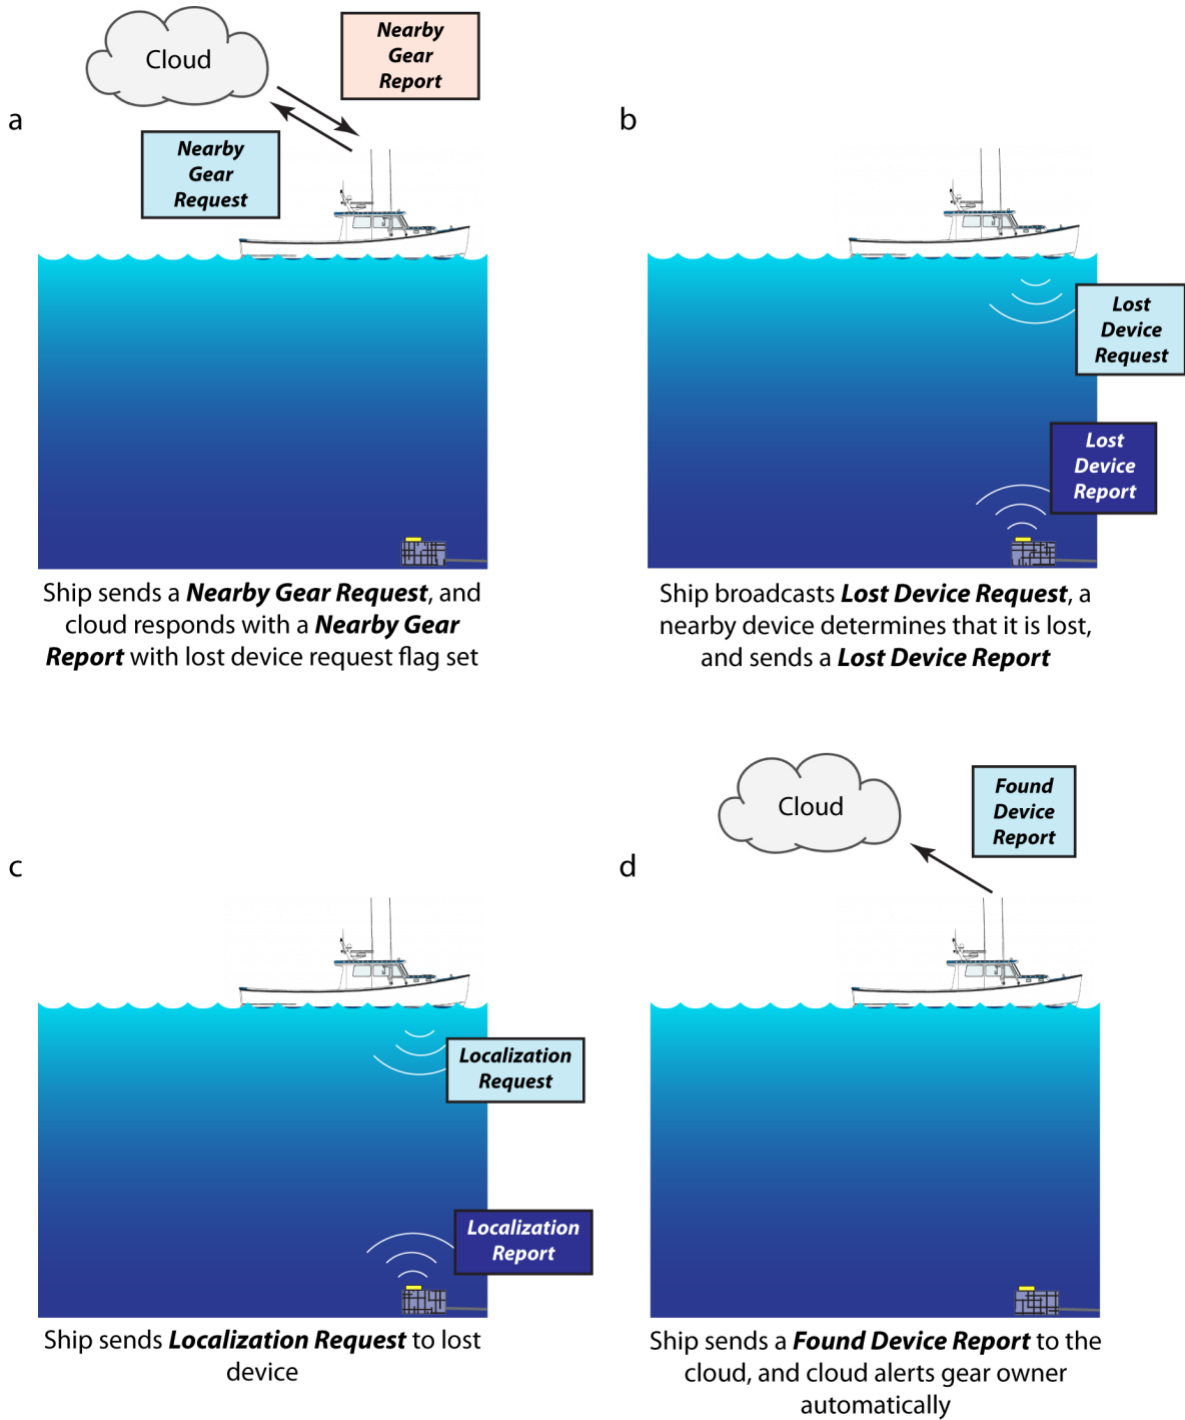 a
Cloud
Nearby
Gear
Report
Nearby
Gear
Request
Ship sends a Nearby Gear Request, and
cloud responds with a Nearby Gear
Report with lost device request flag set
b
Lost
Device
Request
Lost
Device
Report
Ship broadcasts Lost Device Request, a
nearby device determines that it is lost,
and sends a Lost Device Report
c
Localization
Request
Localization
Report
Ship sends Localization Request to lost
device
d
Cloud
Found
Device
Report
Ship sends a Found Device Report to the
cloud, and cloud alerts gear owner
automatically